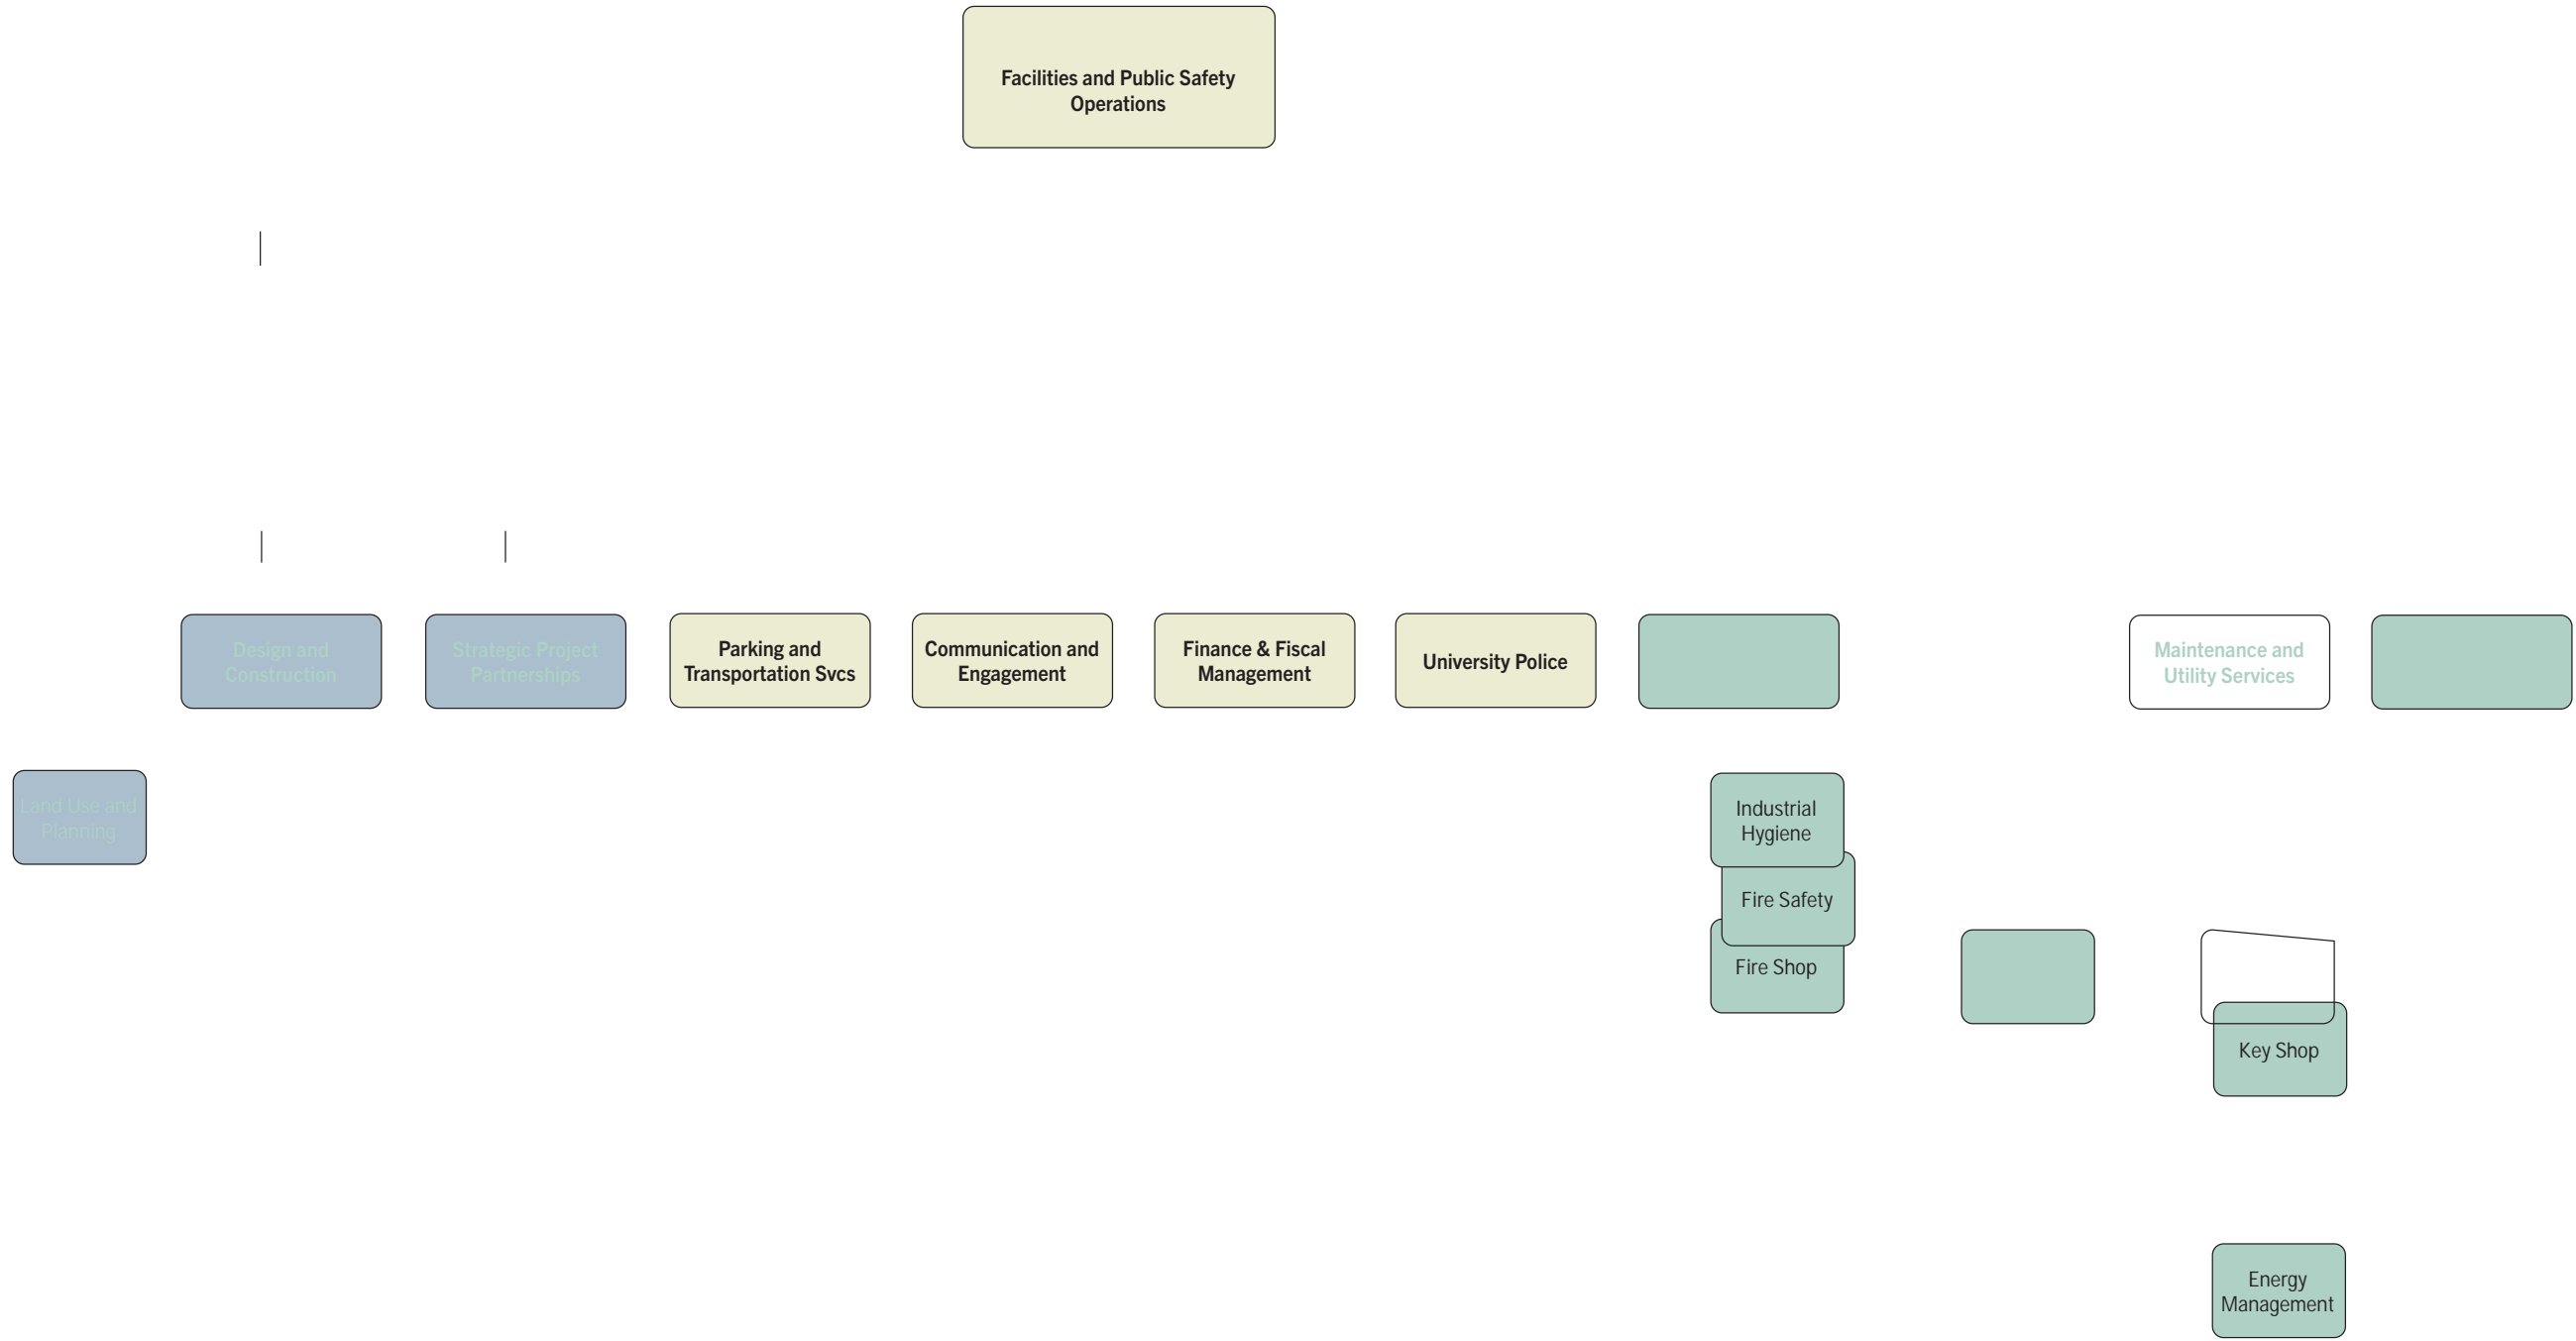 Facilities and Public Safety
Operations
Design and
Construction
Strategic Project
Partnerships
Parking and
Transportation Svcs
Communication and
Engagement
Finance & Fiscal
Management
University Police
Maintenance and
Utility Services
Land Use and
Planning
Industrial
Hygiene
Fire Safety
Fire Shop
Key Shop
Energy
Management